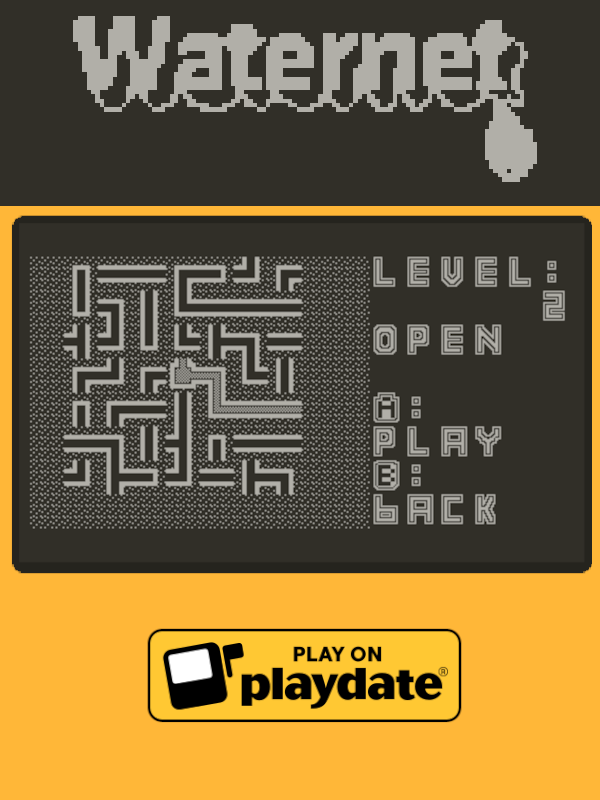 Waternet
LEVEL:
2
OPEN
A:
PLAY
B:
bACK
PLAY ON
playdate®